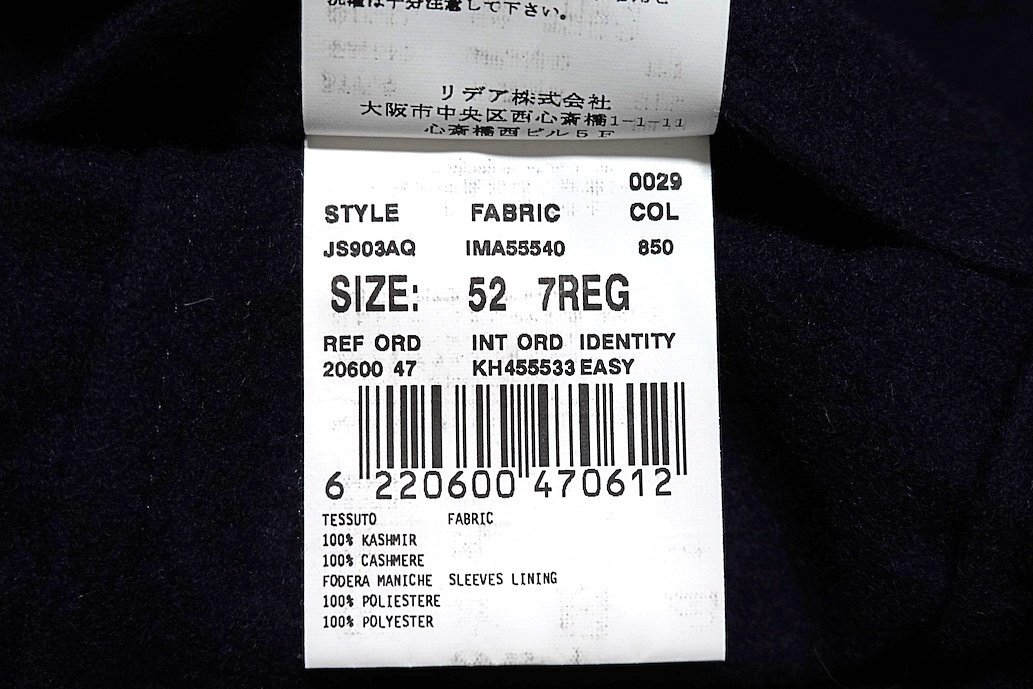 洗濯は十分注意して下さい。
リデア株式会社
大阪市中央区西心斎橋1-1-11
心斎橋西ビル5F
0029
STYLE FABRIC COL
JS903AQ IMA55540 850
SIZE: 52 7REG
REF ORD INT ORD IDENTITY
20600 47 KH455533 EASY
6 220600 470612
TESSUTO FABRIC
100% KASHMIR
100% CASHMERE
FODERA MANICHE SLEEVES LINING
100% POLIESTERE
100% POLYESTER